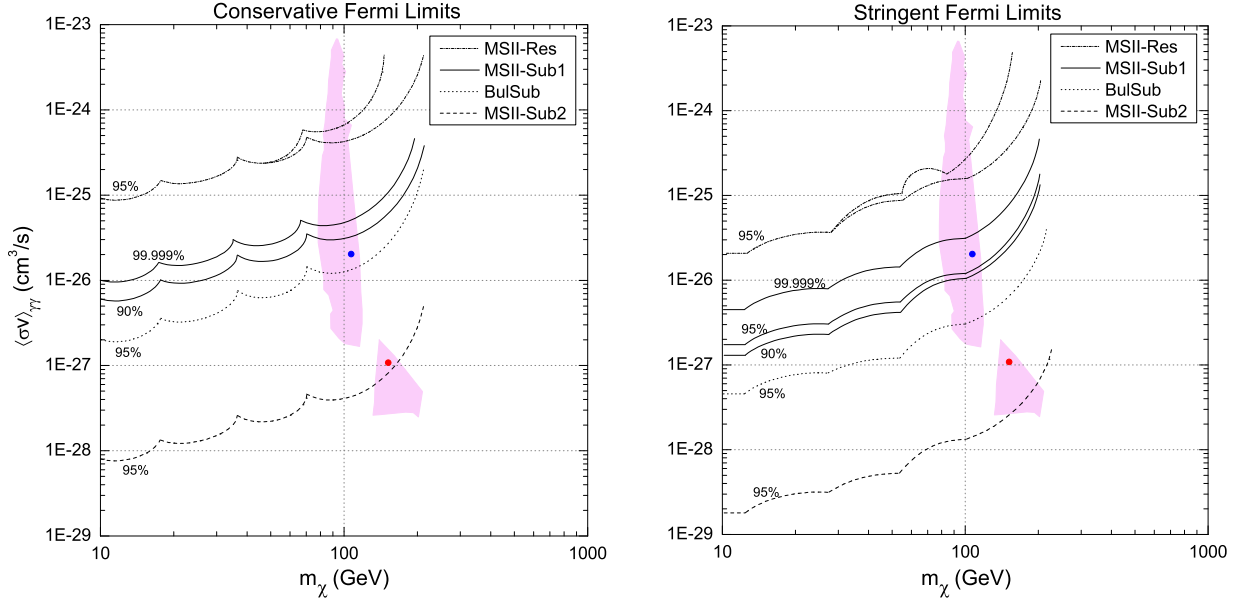 Conservative Fermi Limits
1E-23
1E-24
1E-25
1E-26
1E-27
1E-28
1E-29
⟨σv⟩γγ (cm³/s)
MSII-Res
MSII-Sub1
BulSub
MSII-Sub2
95%
99.999%
90%
95%
95%
10
100
1000
mχ (GeV)
Stringent Fermi Limits
1E-23
1E-24
1E-25
1E-26
1E-27
1E-28
1E-29
MSII-Res
MSII-Sub1
BulSub
MSII-Sub2
95%
99.999%
95%
90%
95%
95%
10
100
1000
mχ (GeV)